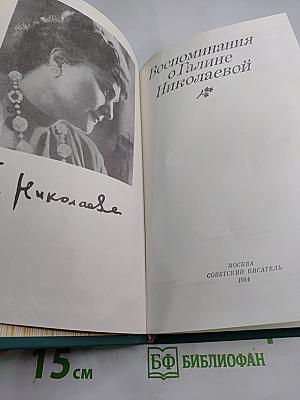 Воспоминания
о Галине
Николаевой
Николаева
МОСКВА
СОВЕТСКИЙ ПИСАТЕЛЬ
1984
15 см
БФ БИБЛИОФАН